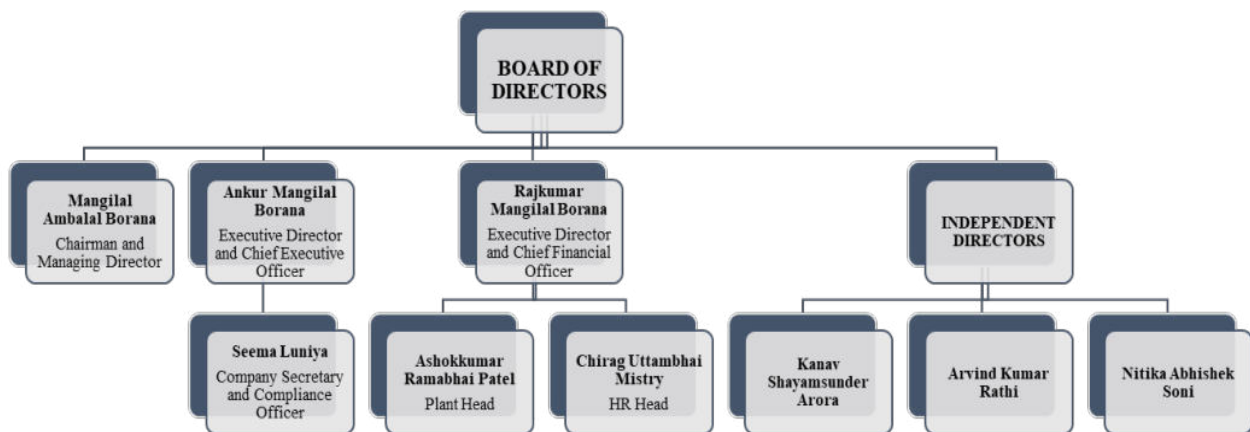 BOARD OF
DIRECTORS
Mangilal
Ambalal Borana
Chairman and
Managing Director
Ankur Mangilal
Borana
Executive Director
and Chief Executive
Officer
Rajkumar
Mangilal Borana
Executive Director
and Chief Financial
Officer
INDEPENDENT
DIRECTORS
Seema Luniya
Company Secretary
and Compliance
Officer
Ashokkumar
Ramabhai Patel
Plant Head
Chirag Uttambhai
Mistry
HR Head
Kanav
Shayamsunder
Arora
Arvind Kumar
Rathi
Nitika Abhishek
Soni